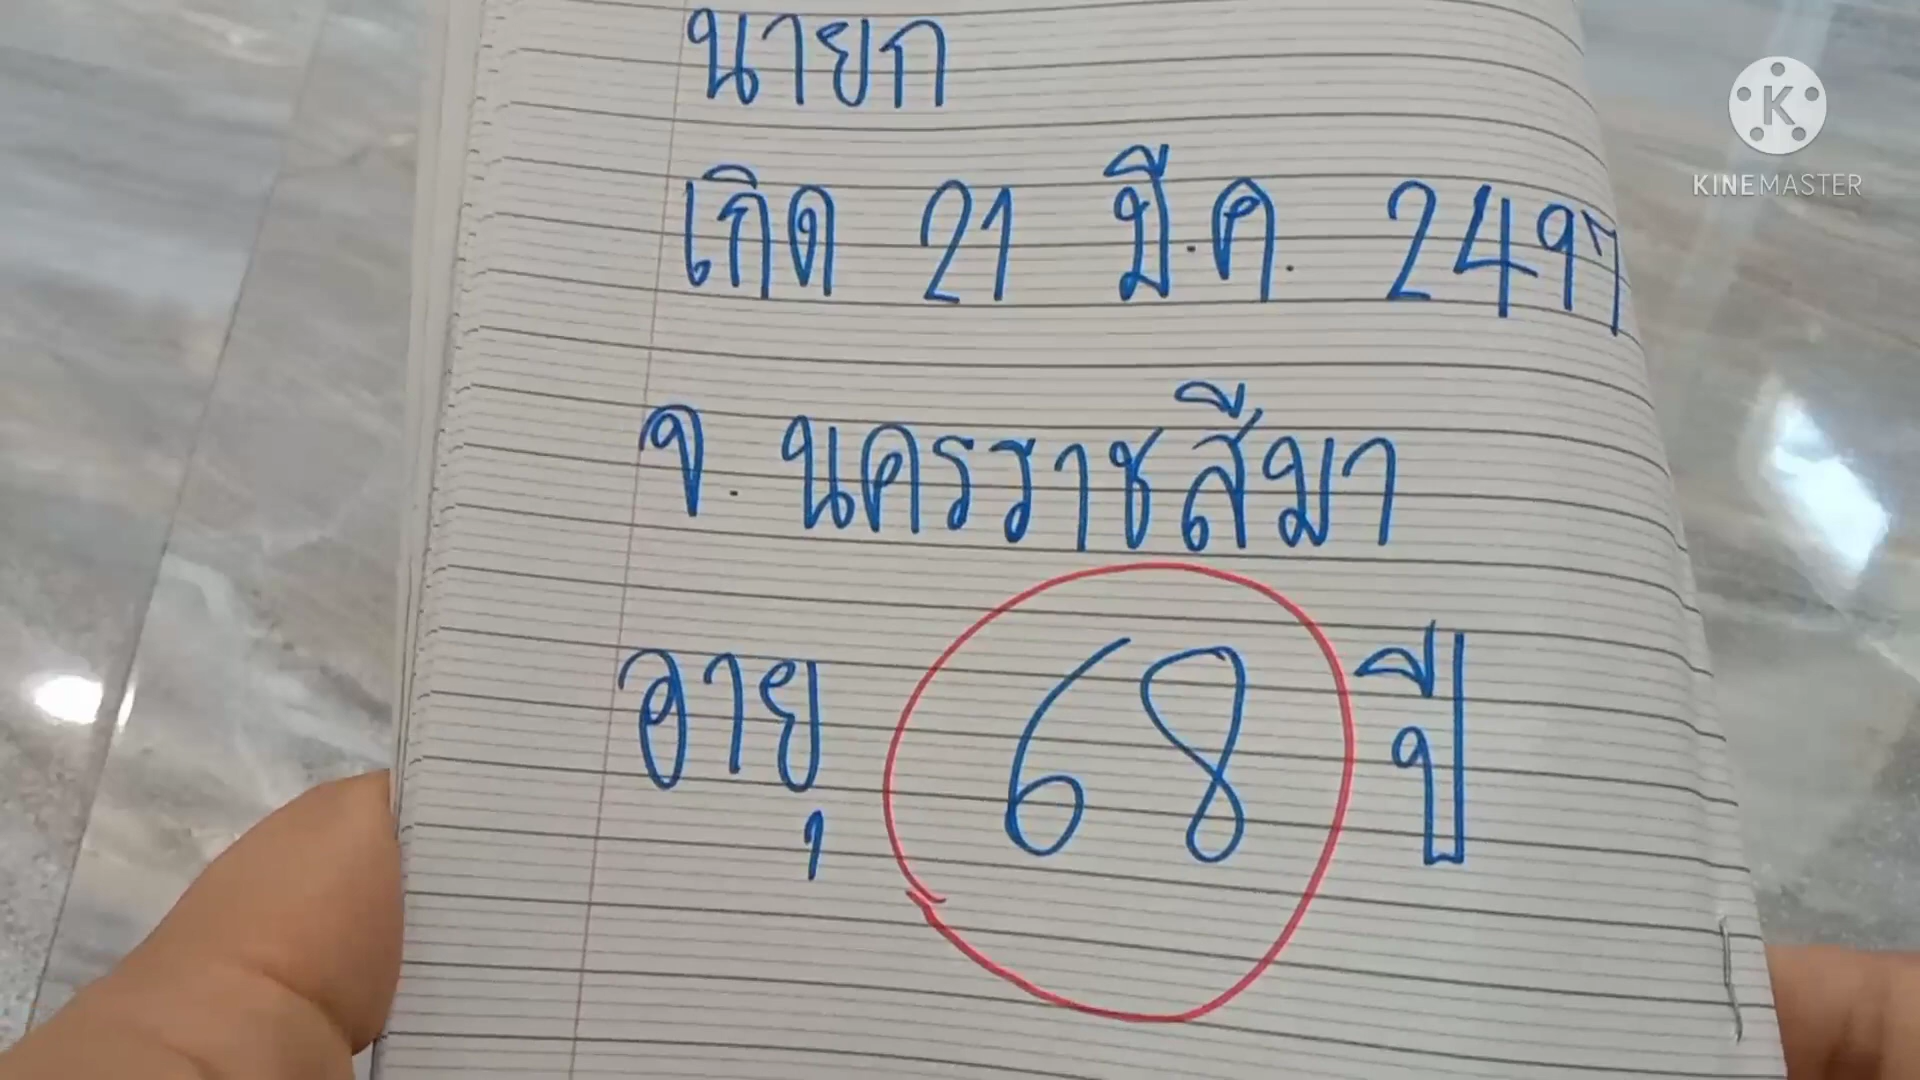 นายก
เกิด 21 มี.ค. 2497
จ. นครราชสีมา
อายุ 68 ปี
K
KINEMASTER